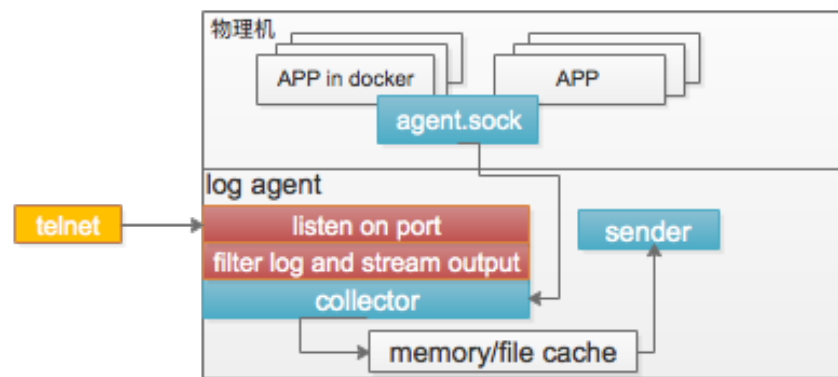 物理机
APP in docker
APP
agent.sock
log agent
telnet
listen on port
sender
filter log and stream output
collector
memory/file cache